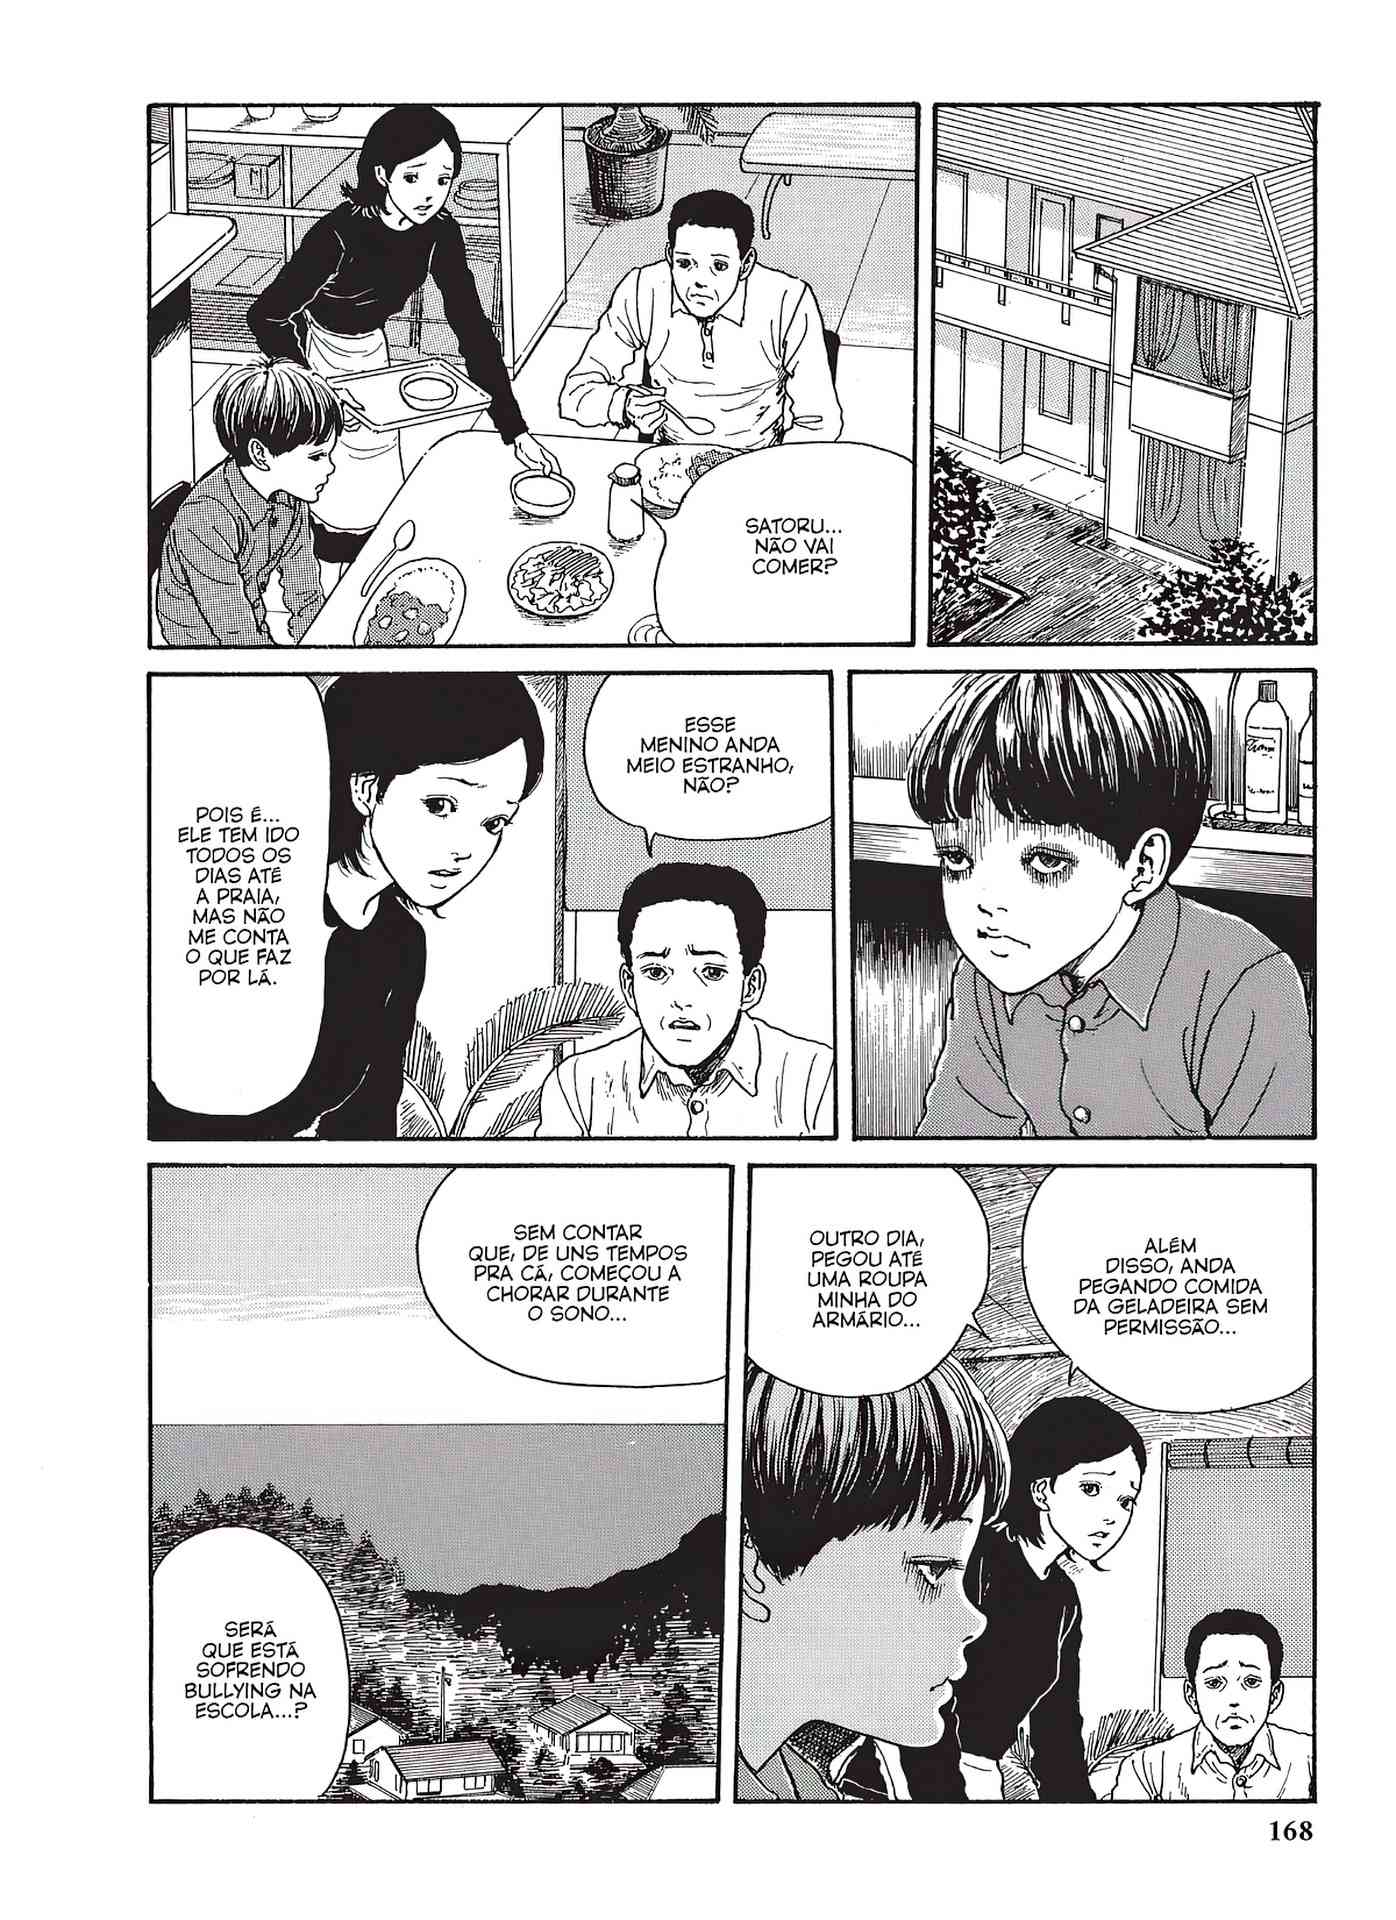 SATORU...
NÃO VAI
COMER?
ESSE
MENINO ANDA
MEIO ESTRANHO,
NÃO?
POIS É...
ELE TEM IDO
TODOS OS
DIAS ATÉ
A PRAIA,
MAS NÃO
ME CONTA
O QUE FAZ
POR LÁ.
ALÉM
DISSO, ANDA
PEGANDO COMIDA
DA GELADEIRA SEM
PERMISSÃO...
OUTRO DIA,
PEGOU ATÉ
UMA ROUPA
MINHA DO
ARMÁRIO...
SEM CONTAR
QUE, DE UNS TEMPOS
PRA CÁ, COMEÇOU A
CHORAR DURANTE
O SONO...
SERÁ
QUE ESTÁ
SOFRENDO
BULLYING NA
ESCOLA...?
168